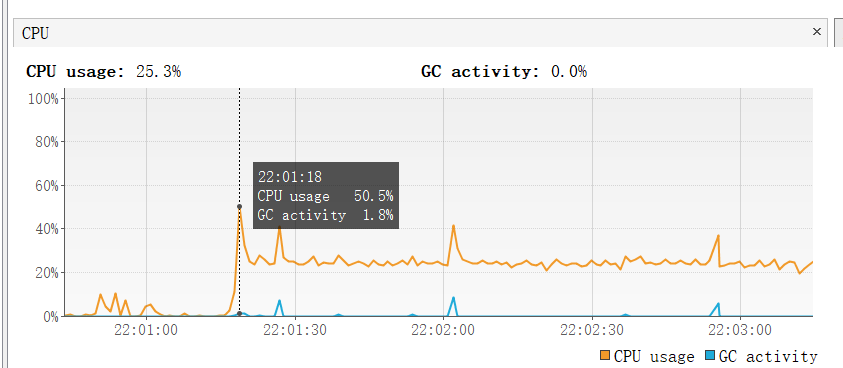 CPU ×
CPU usage: 25.3% GC activity: 0.0%
100%
80%
60%
40%
20%
0%
22:01:18
CPU usage 50.5%
GC activity 1.8%
22:01:00 22:01:30 22:02:00 22:02:30 22:03:00
CPU usage GC activity